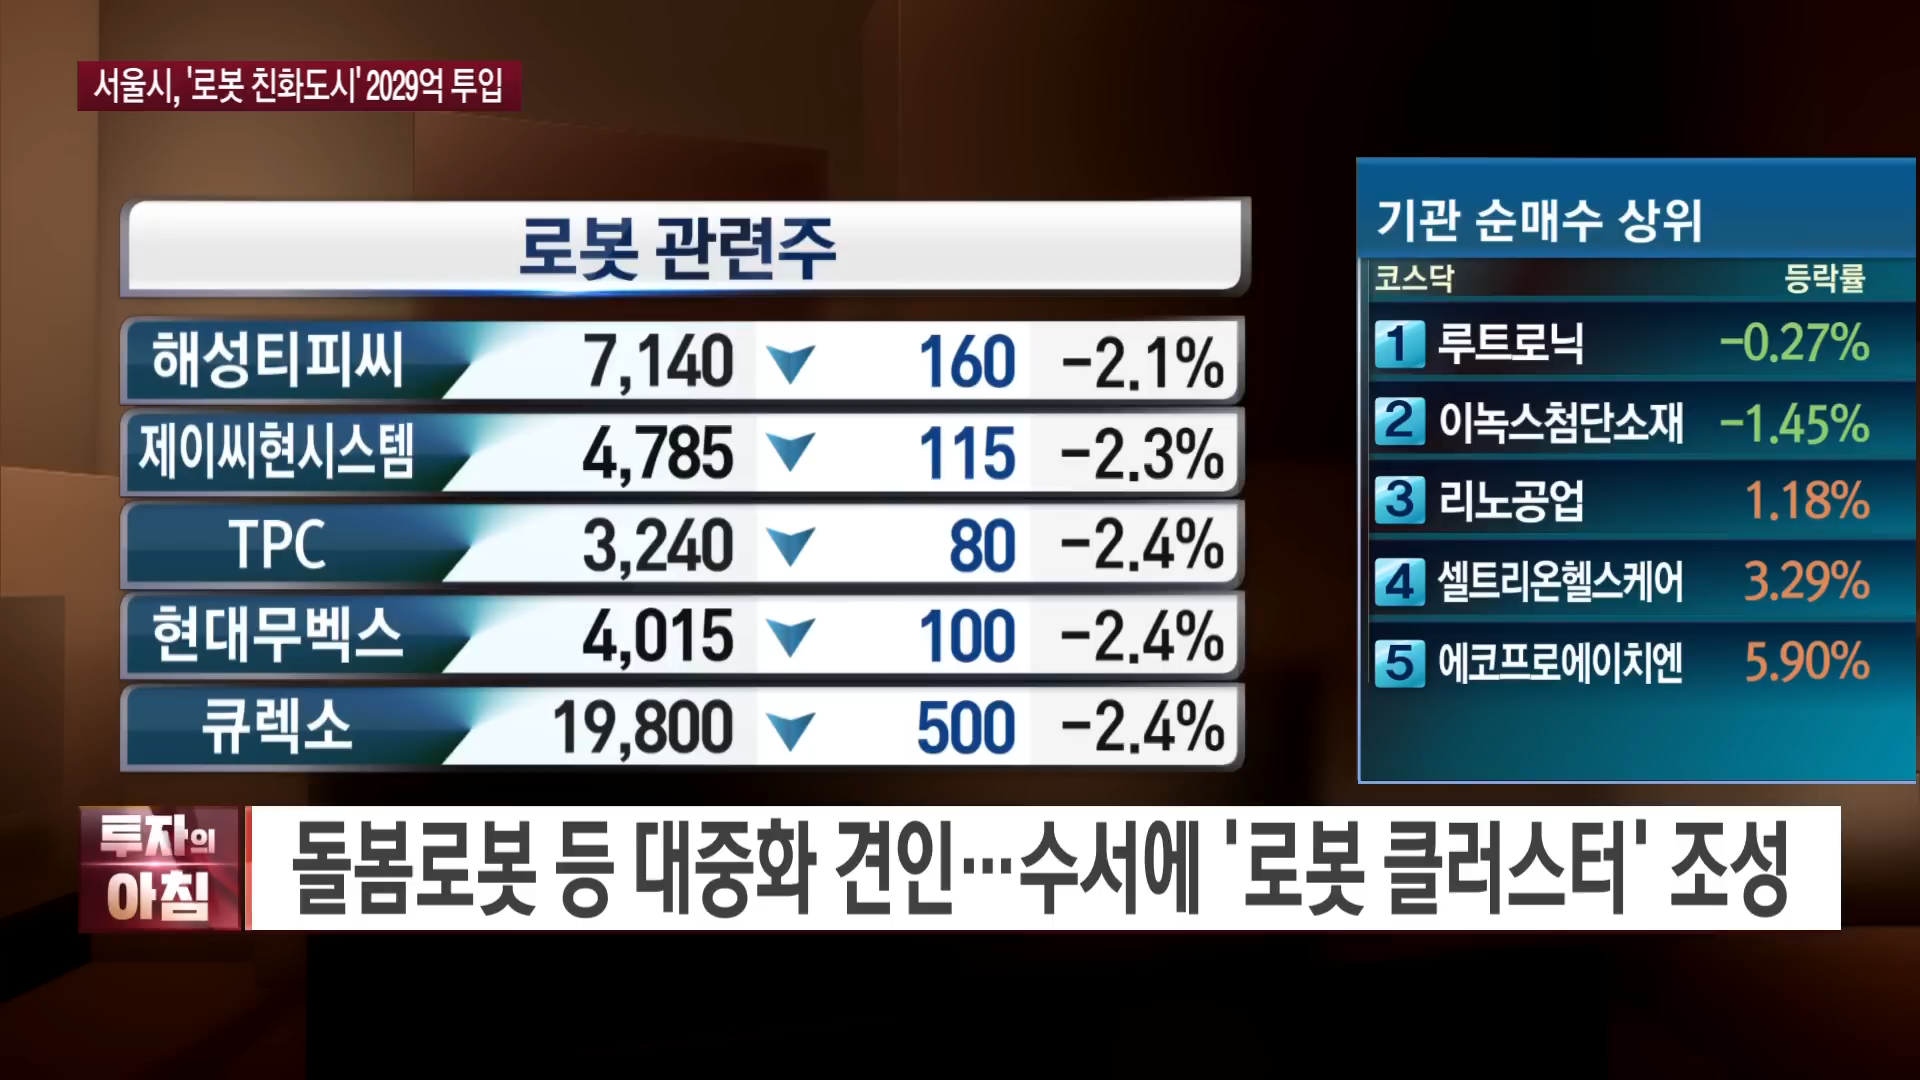 서울시, '로봇 친화도시' 2029억 투입
로봇 관련주
해성티피씨 7,140 ▼ 160 -2.1%
제이씨현시스템 4,785 ▼ 115 -2.3%
TPC 3,240 ▼ 80 -2.4%
현대무벡스 4,015 ▼ 100 -2.4%
큐렉소 19,800 ▼ 500 -2.4%
기관 순매수 상위
코스닥 등락률
1 루트로닉 -0.27%
2 이녹스첨단소재 -1.45%
3 리노공업 1.18%
4 셀트리온헬스케어 3.29%
5 에코프로에이치엔 5.90%
투자의
아침
돌봄로봇 등 대중화 견인…수서에 '로봇 클러스터' 조성